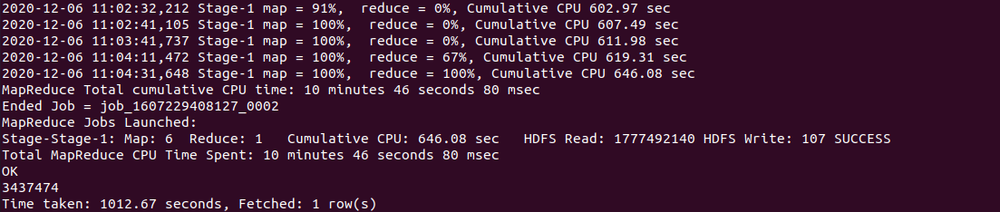 2020-12-06 11:02:32,212 Stage-1 map = 91%,  reduce = 0%, Cumulative CPU 602.97 sec
2020-12-06 11:02:41,105 Stage-1 map = 100%,  reduce = 0%, Cumulative CPU 607.49 sec
2020-12-06 11:03:41,737 Stage-1 map = 100%,  reduce = 0%, Cumulative CPU 611.98 sec
2020-12-06 11:04:11,472 Stage-1 map = 100%,  reduce = 67%, Cumulative CPU 619.31 sec
2020-12-06 11:04:31,648 Stage-1 map = 100%,  reduce = 100%, Cumulative CPU 646.08 sec
MapReduce Total cumulative CPU time: 10 minutes 46 seconds 80 msec
Ended Job = job_1607229408127_0002
MapReduce Jobs Launched:
Stage-Stage-1: Map: 6  Reduce: 1   Cumulative CPU: 646.08 sec   HDFS Read: 1777492140 HDFS Write: 107 SUCCESS
Total MapReduce CPU Time Spent: 10 minutes 46 seconds 80 msec
OK
3437474
Time taken: 1012.67 seconds, Fetched: 1 row(s)